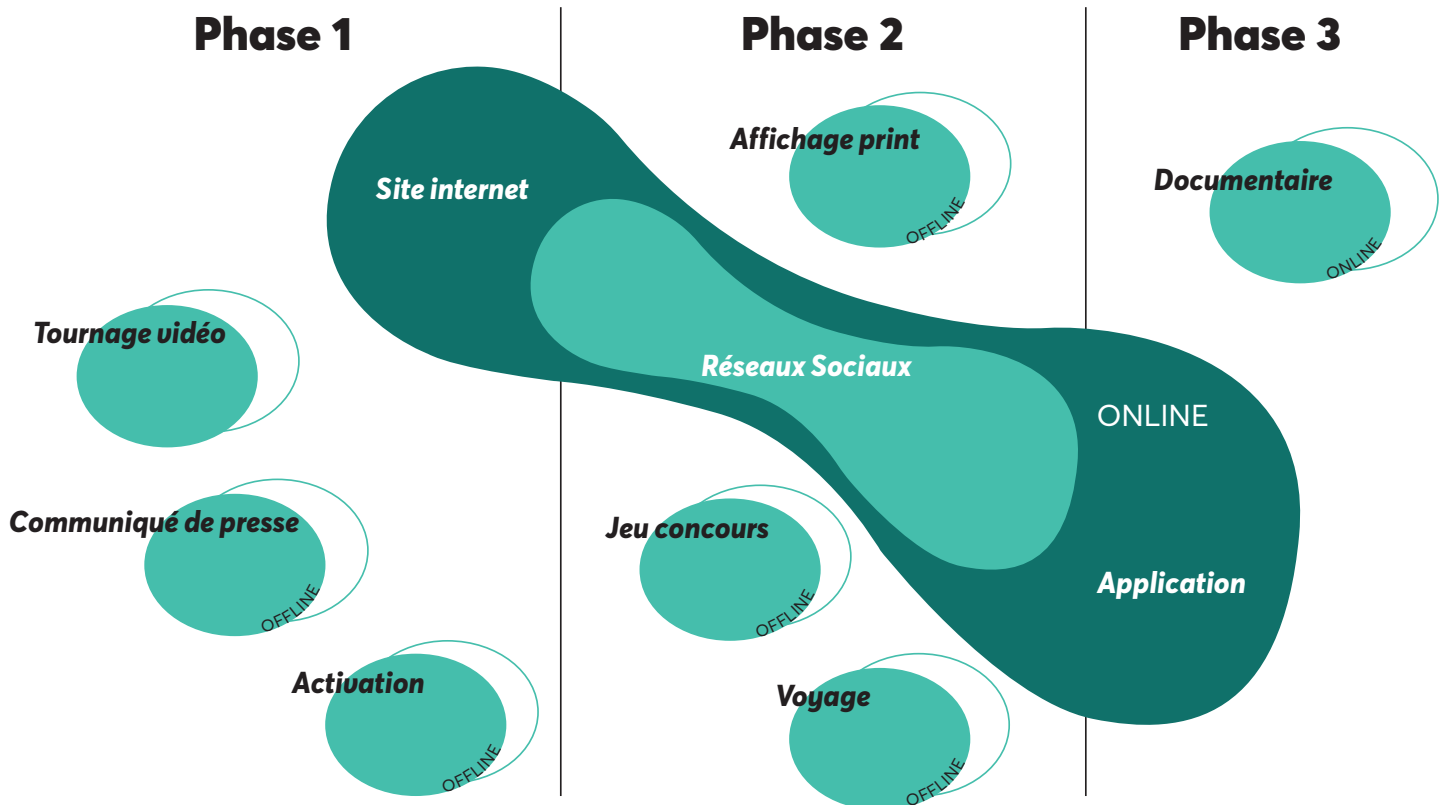 Phase 1
Phase 2
Phase 3
Affichage print
OFFLINE
Documentaire
ONLINE
Site internet
Tournage vidéo
Réseaux Sociaux
ONLINE
Communiqué de presse
OFFLINE
Jeu concours
OFFLINE
Application
Activation
OFFLINE
Voyage
OFFLINE